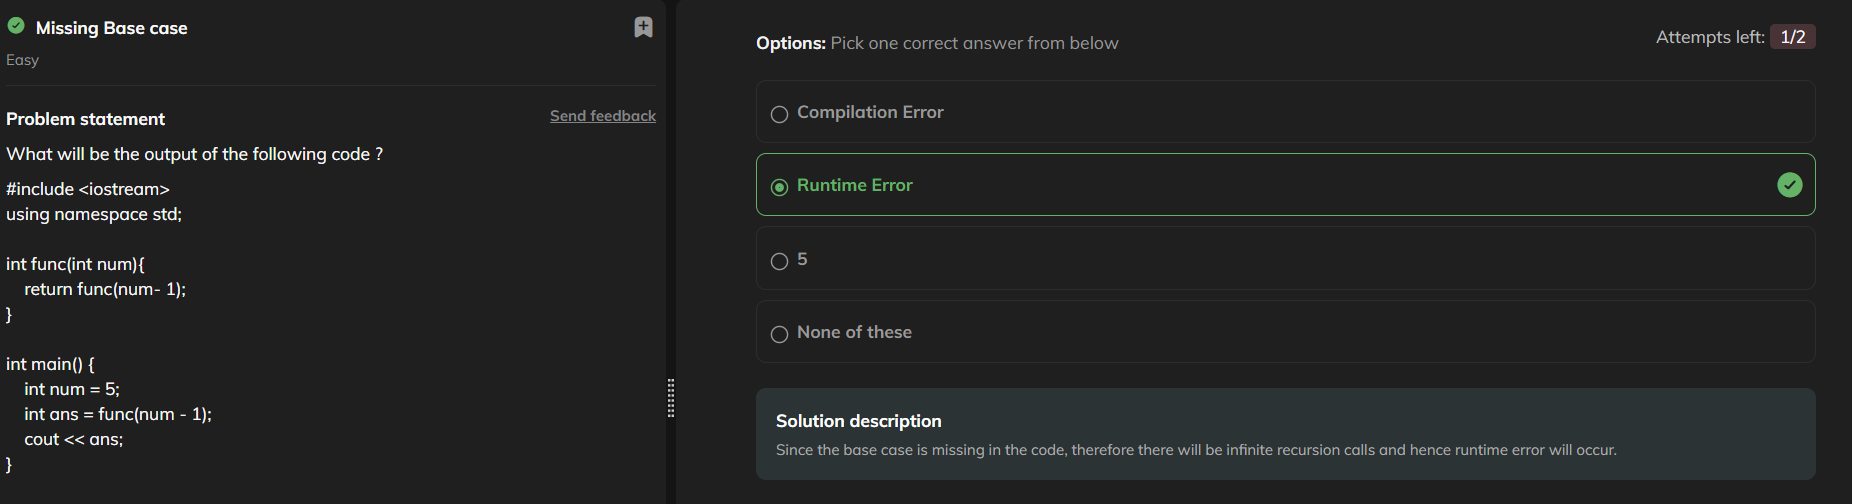 Missing Base case
Easy
Problem statement
Send feedback
What will be the output of the following code ?
#include <iostream>
using namespace std;
int func(int num){
return func(num- 1);
}
int main() {
int num = 5;
int ans = func(num - 1);
cout << ans;
}
Options: Pick one correct answer from below
Attempts left: 1/2
Compilation Error
Runtime Error
5
None of these
Solution description
Since the base case is missing in the code, therefore there will be infinite recursion calls and hence runtime error will occur.